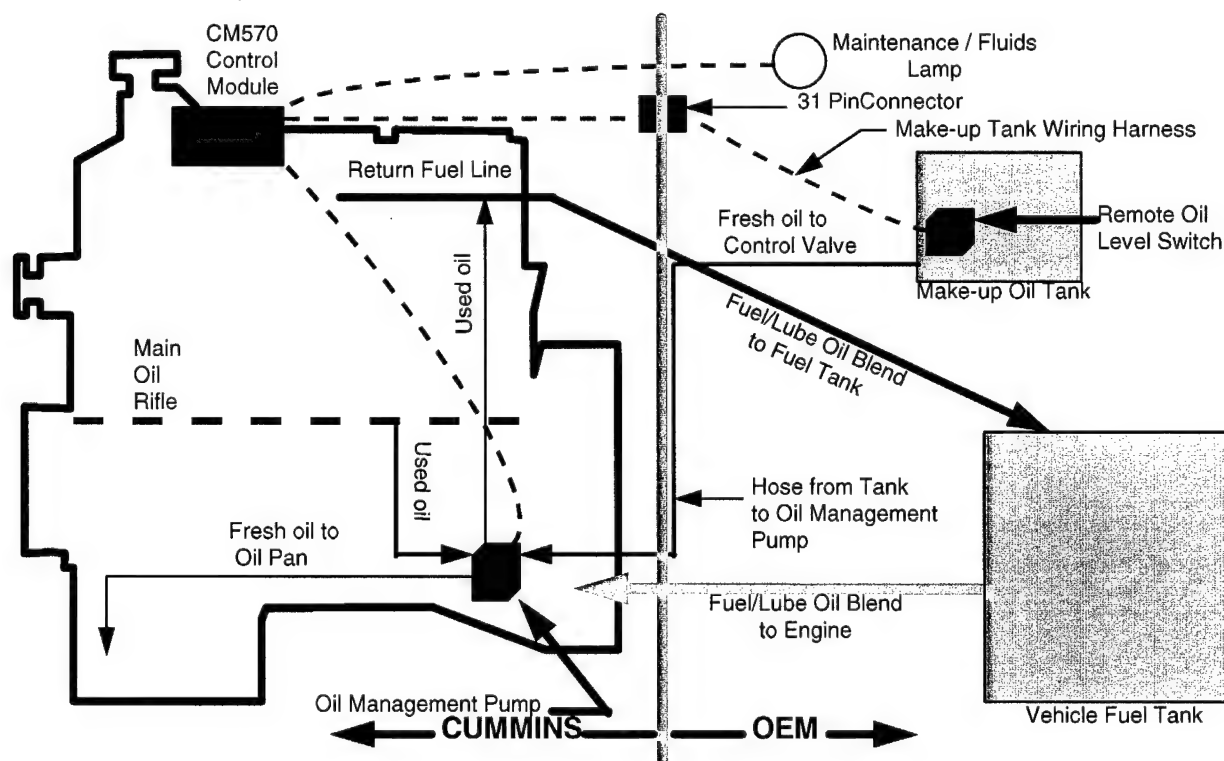 CM570
Control
Module
Maintenance / Fluids
Lamp
31 PinConnector
Make-up Tank Wiring Harness
Return Fuel Line
Fresh oil to
Control Valve
Remote Oil
Level Switch
Make-up Oil Tank
Used oil
Fuel/Lube Oil Blend
to Fuel Tank
Main
Oil
Rifle
Used oil
Hose from Tank
to Oil Management
Pump
Fresh oil to
Oil Pan
Fuel/Lube Oil Blend
to Engine
Oil Management Pump
Vehicle Fuel Tank
CUMMINS
OEM